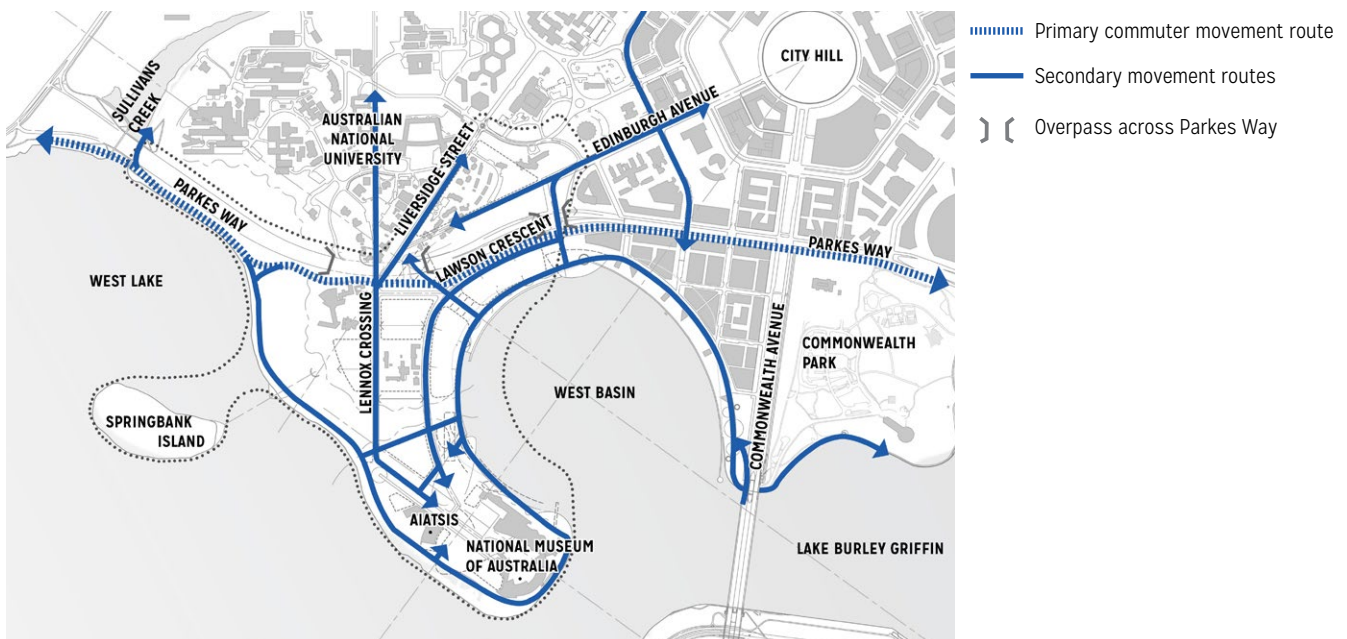 CITY HILL
SULLIVANS
CREEK
AUSTRALIAN
NATIONAL
UNIVERSITY
EDINBURGH AVENUE
LIVERSIDGE STREET
PARKES WAY
LAWSON CRESCENT
PARKES WAY
WEST LAKE
LENNOX CROSSING
COMMONWEALTH AVENUE
COMMONWEALTH
PARK
WEST BASIN
SPRINGBANK
ISLAND
AIATSIS
NATIONAL MUSEUM
OF AUSTRALIA
LAKE BURLEY GRIFFIN
Primary commuter movement route
Secondary movement routes
Overpass across Parkes Way